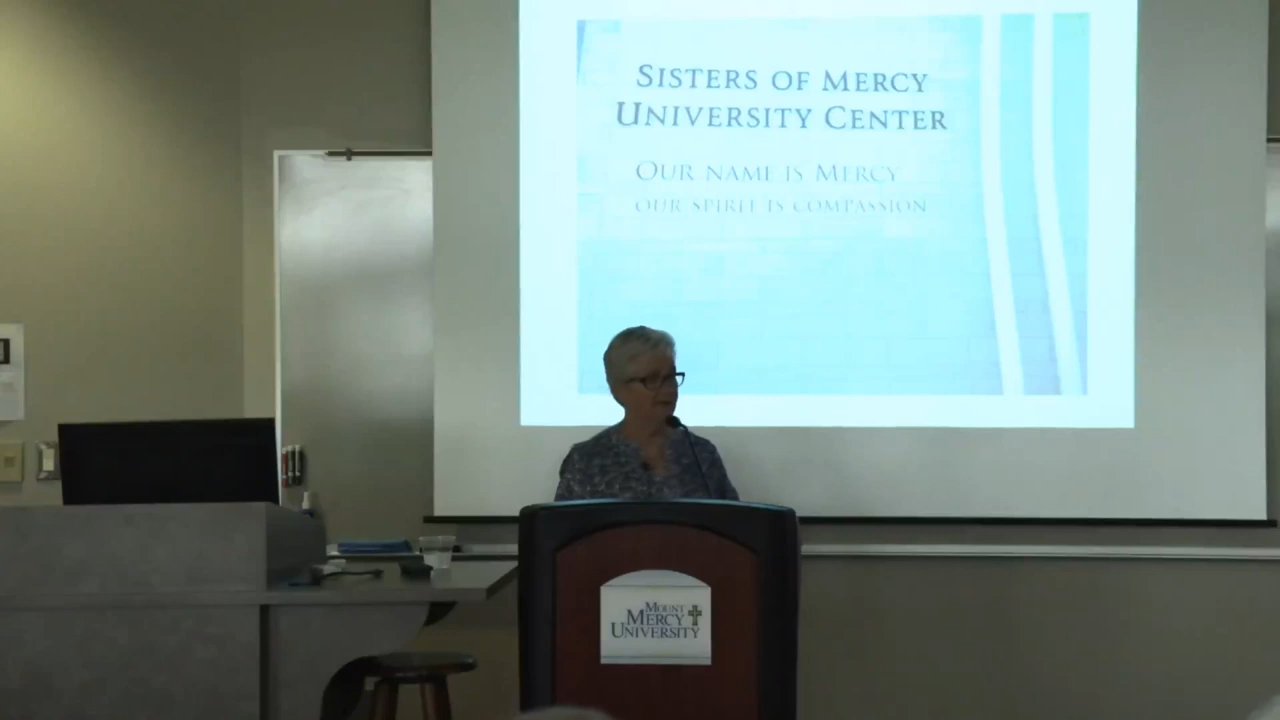 SISTERS OF MERCY
UNIVERSITY CENTER
OUR NAME IS MERCY
OUR SPIRIT IS COMPASSION
MOUNT
MERCY
UNIVERSITY